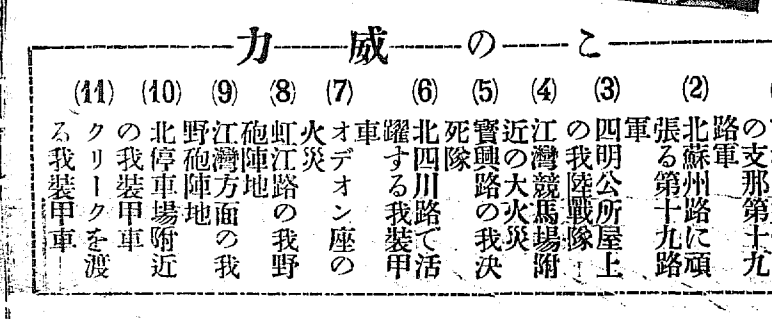 この威力
の支那第十九
路軍
(2)
北蘇州路に頑
張る第十九路
軍
(3)
四明公所屋上
の我陸戰隊
(4)
江灣競馬場附
近の大火災
(5)
寶興路の我決
死隊
(6)
北四川路で活
躍する我裝甲
車
(7)
オデオン座の
火災
(8)
虹江路の我野
砲陣地
(9)
江灣方面の我
野砲陣地
(10)
北停車場附近
の我裝甲車
(11)
クリークを渡
る我裝甲車